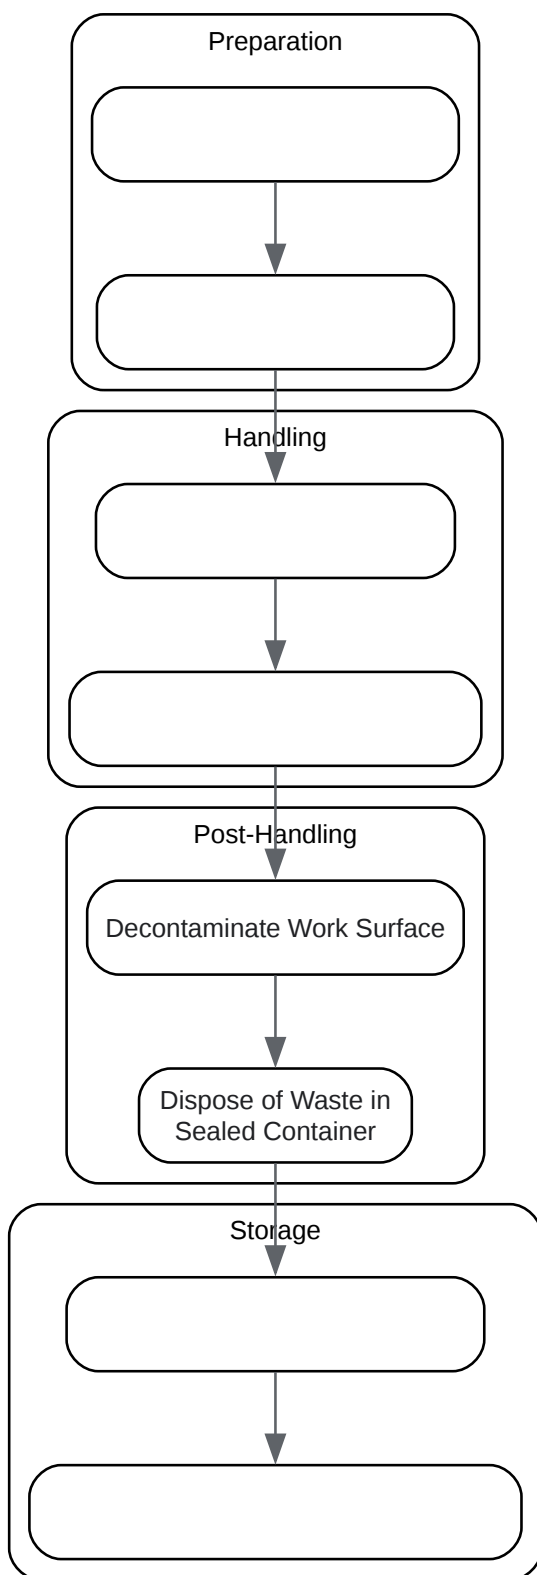 Preparation
Handling
Post-Handling
Decontaminate Work Surface
Dispose of Waste in
Sealed Container
Storage